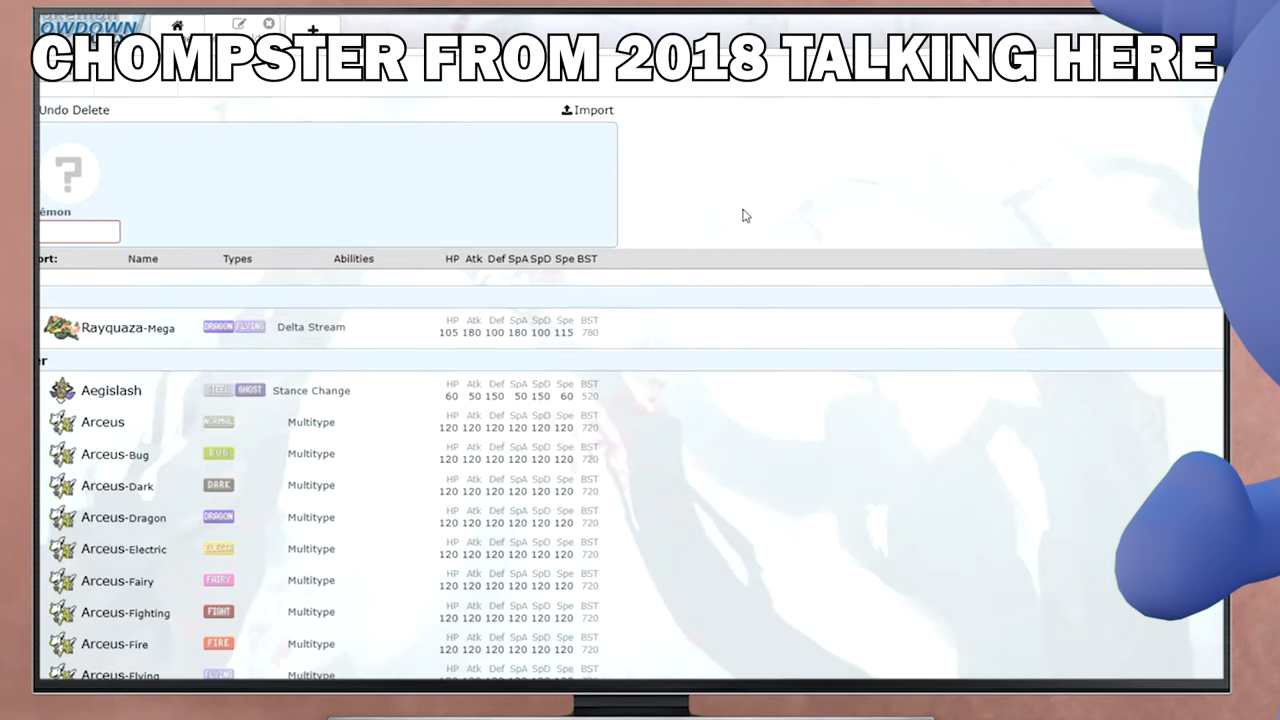 OWDOWN
CHOMPSTER FROM 2018 TALKING HERE
Undo Delete Import
?
émon
ort: Name Types Abilities HP Atk Def SpA SpD Spe BST
Rayquaza-Mega DRAGON FLYING Delta Stream HP 105 Atk 180 Def 100 SpA 180 SpD 100 Spe 115 BST 780
er
Aegislash STEEL GHOST Stance Change HP 60 Atk 50 Def 150 SpA 50 SpD 150 Spe 60 BST 520
Arceus NORMAL Multitype HP 120 Atk 120 Def 120 SpA 120 SpD 120 Spe 120 BST 720
Arceus-Bug BUG Multitype HP 120 Atk 120 Def 120 SpA 120 SpD 120 Spe 120 BST 720
Arceus-Dark DARK Multitype HP 120 Atk 120 Def 120 SpA 120 SpD 120 Spe 120 BST 720
Arceus-Dragon DRAGON Multitype HP 120 Atk 120 Def 120 SpA 120 SpD 120 Spe 120 BST 720
Arceus-Electric ELECTR Multitype HP 120 Atk 120 Def 120 SpA 120 SpD 120 Spe 120 BST 720
Arceus-Fairy FAIRY Multitype HP 120 Atk 120 Def 120 SpA 120 SpD 120 Spe 120 BST 720
Arceus-Fighting FIGHT Multitype HP 120 Atk 120 Def 120 SpA 120 SpD 120 Spe 120 BST 720
Arceus-Fire FIRE Multitype HP 120 Atk 120 Def 120 SpA 120 SpD 120 Spe 120 BST 720
Arceus-Flying FLYING Multitype HP Atk Def SpA SpD Spe BST